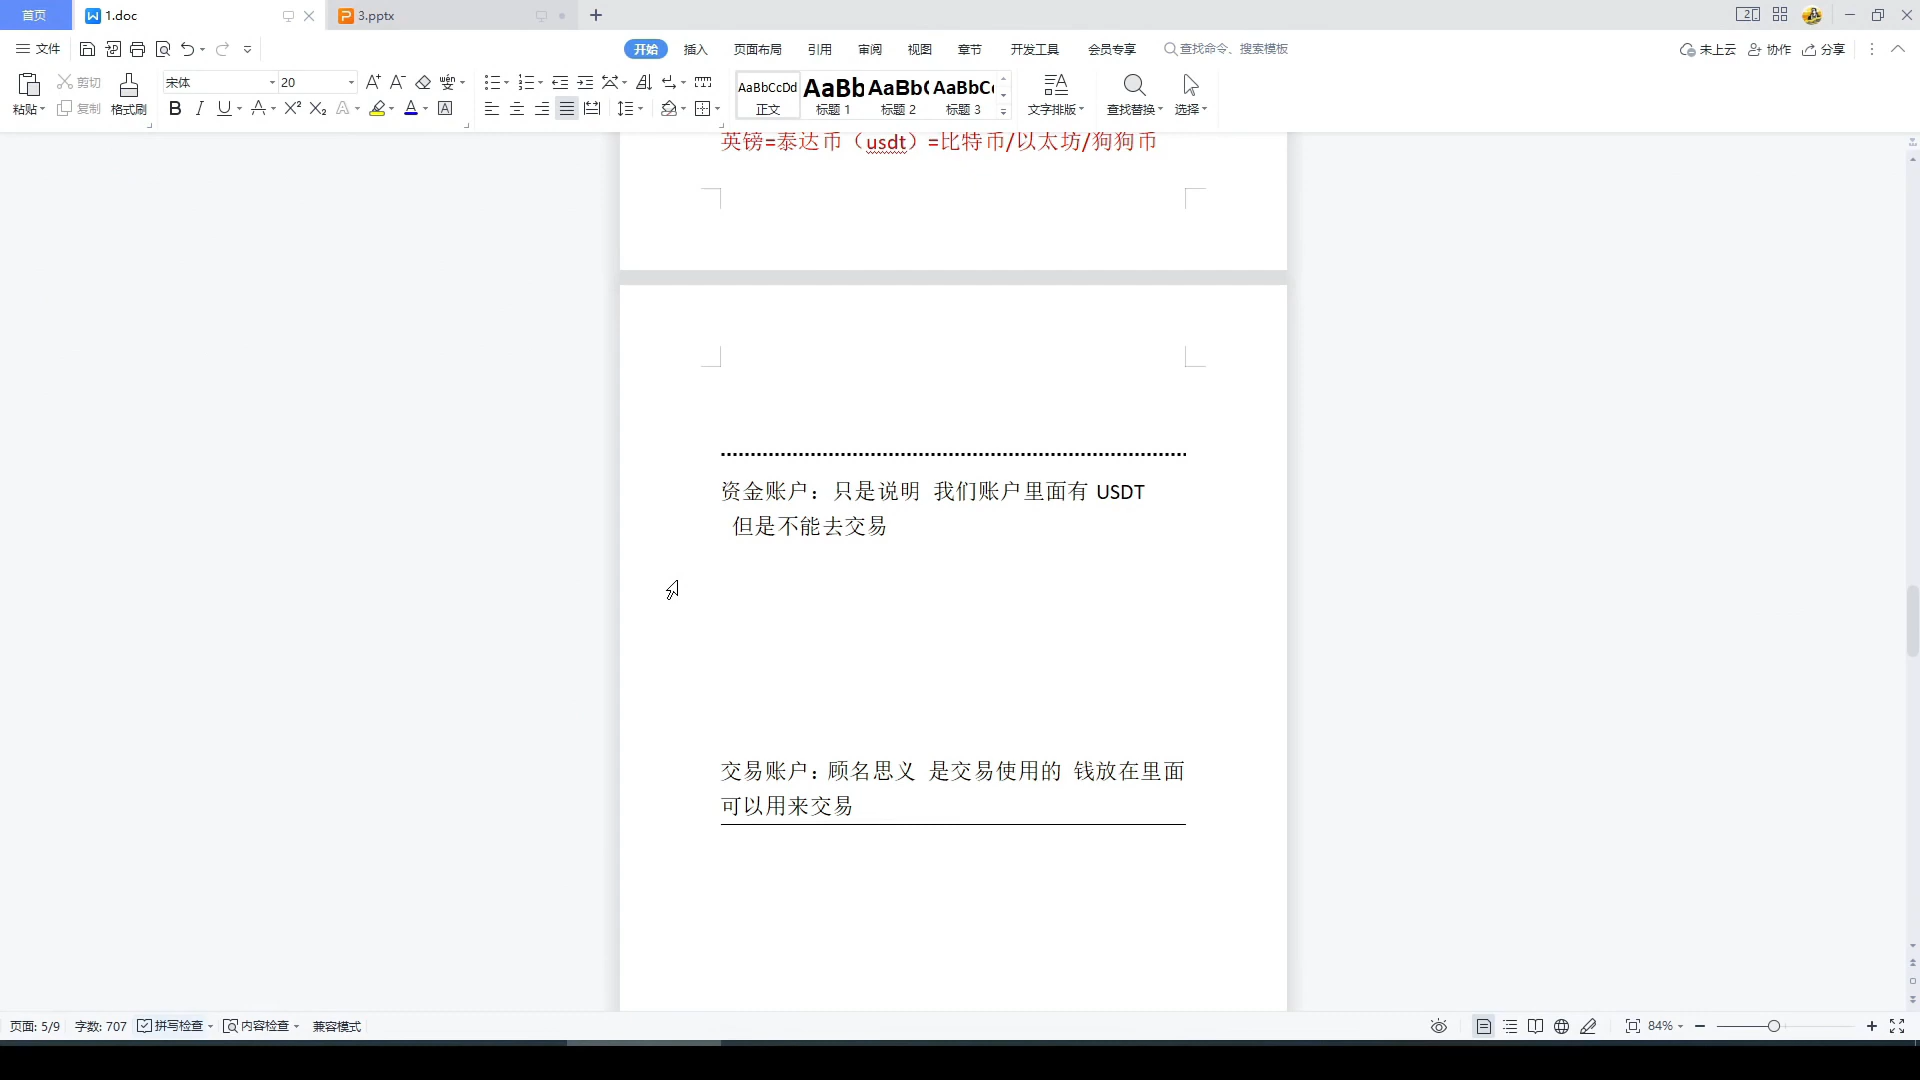 首页
1.doc
3.pptx
文件
开始
插入
页面布局
引用
审阅
视图
章节
开发工具
会员专享
查找命令、搜索模板
未上云
协作
分享
粘贴
剪切
复制
格式刷
宋体
20
AaBbCcDd
正文
AaBb
标题 1
AaBb(
标题 2
AaBbC
标题 3
文字排版
查找替换
选择
英镑=泰达币（usdt）=比特币/以太坊/狗狗币
资金账户：只是说明 我们账户里面有 USDT
但是不能去交易
交易账户：顾名思义 是交易使用的 钱放在里面
可以用来交易
页面: 5/9
字数: 707
拼写检查
内容检查
兼容模式
84%